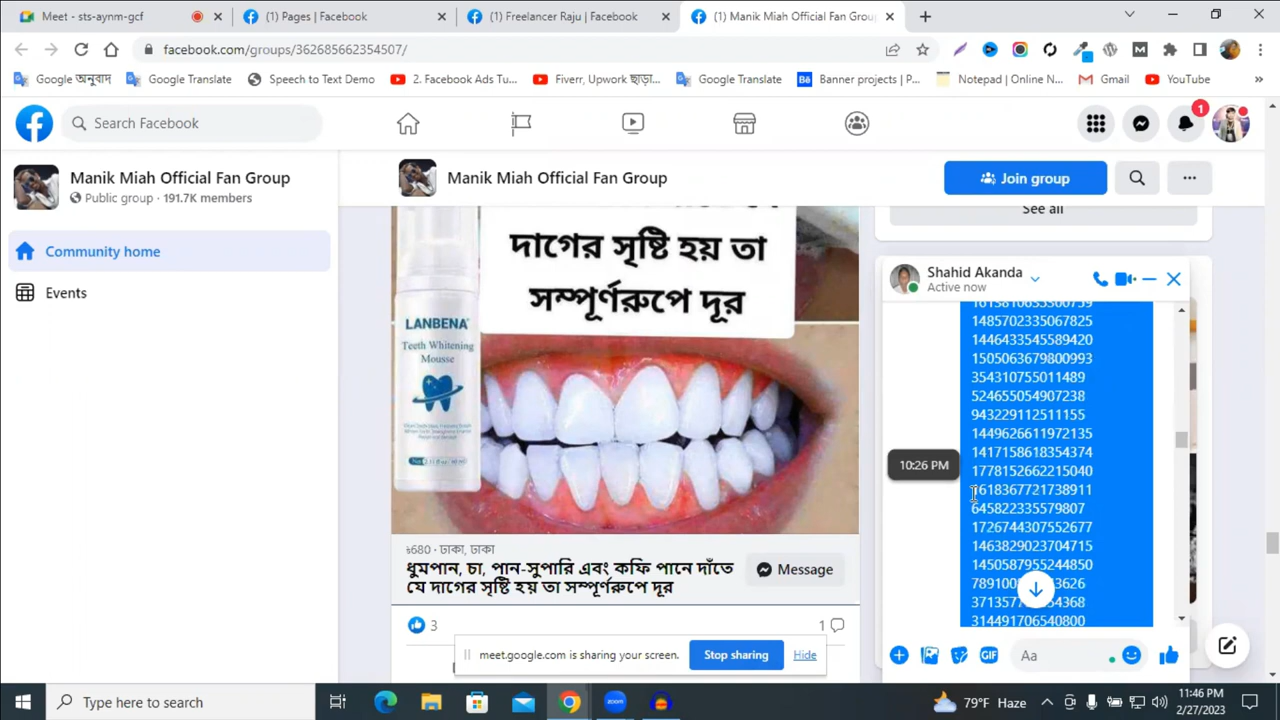 Meet - sts-aynm-gcf
(1) Pages | Facebook
(1) Freelancer Raju | Facebook
(1) Manik Miah Official Fan Grou
facebook.com/groups/362685662354507/
Google অনুবাদ
Google Translate
Speech to Text Demo
2. Facebook Ads Tu...
Fiverr, Upwork ছাড়া...
Google Translate
Banner projects | P...
Notepad | Online N...
Gmail
YouTube
»
Search Facebook
1
Manik Miah Official Fan Group
Public group · 191.7K members
Community home
Events
Manik Miah Official Fan Group
Join group
See all
দাগের সৃষ্টি হয় তা
সম্পূর্ণরুপে দূর
LANBENA
Teeth Whitening
Mousse
৳680 · ঢাকা, ঢাকা
ধুমপান, চা, পান-সুপারি এবং কফি পানে দাঁতে
যে দাগের সৃষ্টি হয় তা সম্পূর্ণরুপে দূর
Message
3
1
Shahid Akanda
Active now
1485702335067825
1446433545589420
1505063679800993
354310755011489
524655054907238
943229112511155
1449626611972135
1417158618354374
1778152662215040
1618367721738911
645822335579807
1726744307552677
1463829023704715
1450587955244850
314491706540800
10:26 PM
GIF
Aa
meet.google.com is sharing your screen.
Stop sharing
Hide
Type here to search
zoom
79°F Haze
11:46 PM
2/27/2023